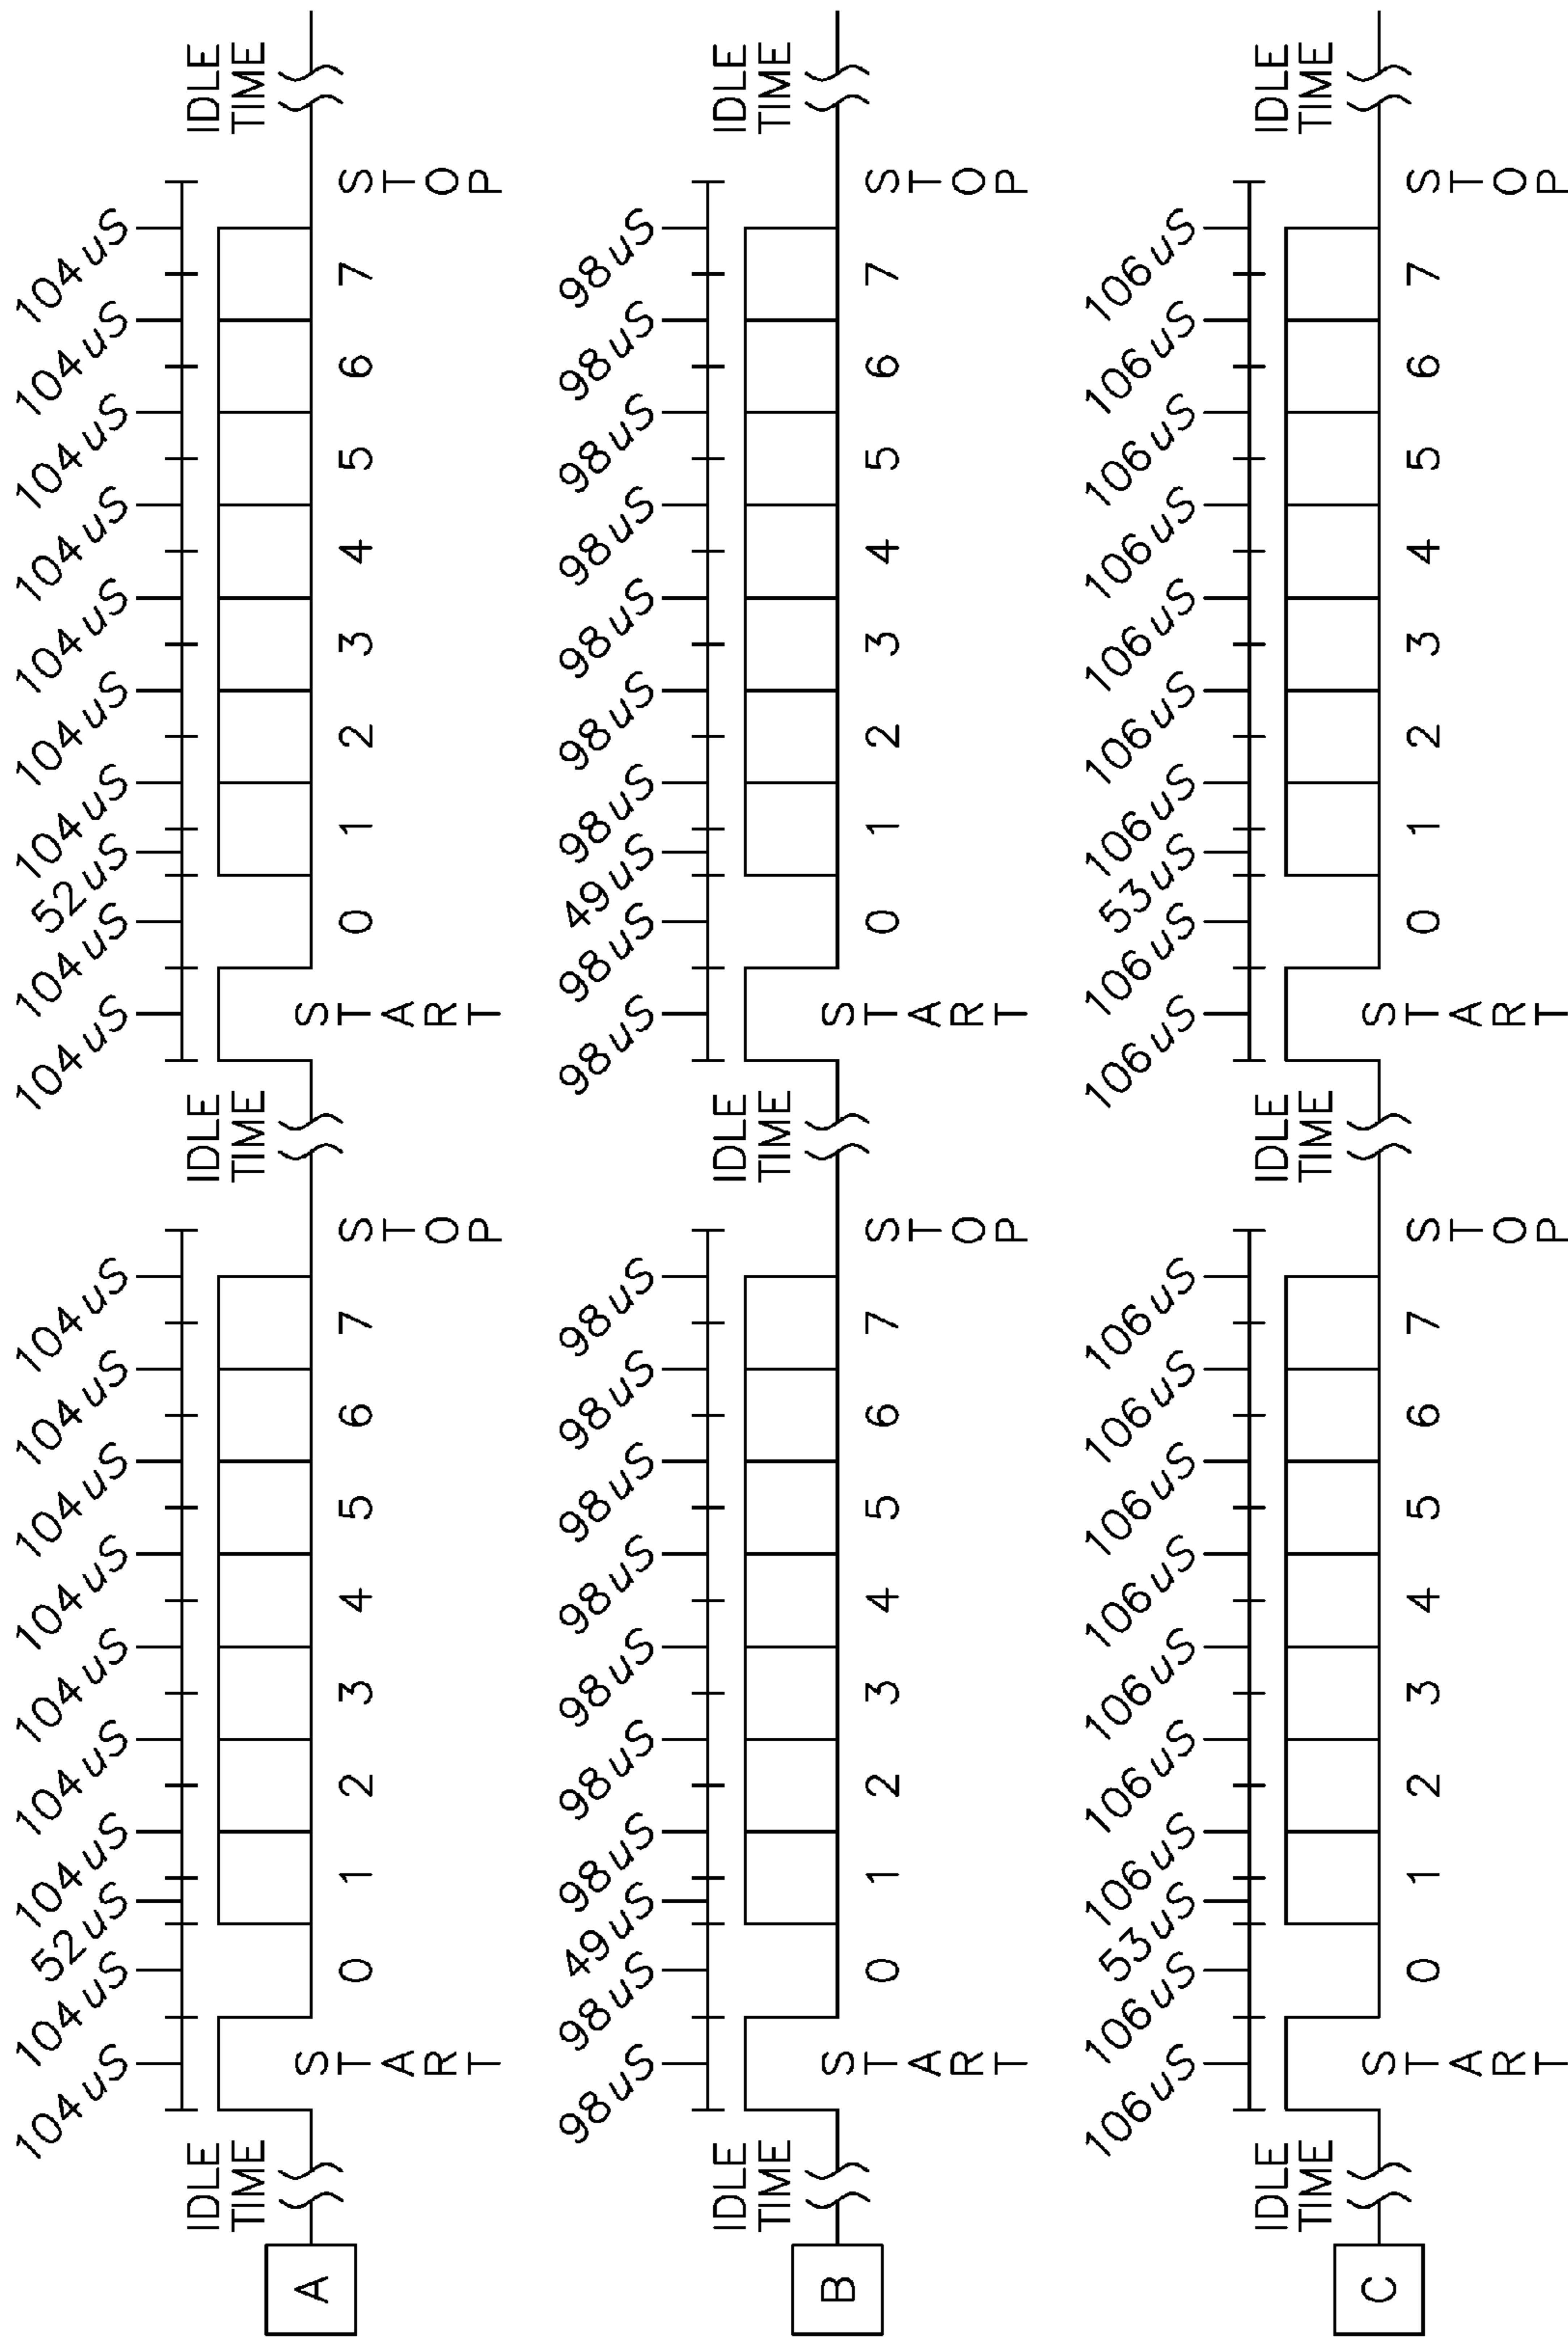 104uS 104uS 52uS 104uS 104uS 104uS 104uS 104uS 104uS 104uS 104uS 104uS 52uS 104uS 104uS 104uS 104uS 104uS 104uS 104uS
IDLE IDLE IDLE
TIME TIME TIME
A
START 0 1 2 3 4 5 6 7 STOP START 0 1 2 3 4 5 6 7 STOP
98uS 98uS 49uS 98uS 98uS 98uS 98uS 98uS 98uS 98uS 98uS 98uS 49uS 98uS 98uS 98uS 98uS 98uS 98uS 98uS
IDLE IDLE IDLE
TIME TIME TIME
B
START 0 1 2 3 4 5 6 7 STOP START 0 1 2 3 4 5 6 7 STOP
106uS 106uS 53uS 106uS 106uS 106uS 106uS 106uS 106uS 106uS 106uS 106uS 53uS 106uS 106uS 106uS 106uS 106uS 106uS 106uS
IDLE IDLE IDLE
TIME TIME TIME
C
START 0 1 2 3 4 5 6 7 STOP START 0 1 2 3 4 5 6 7 STOP